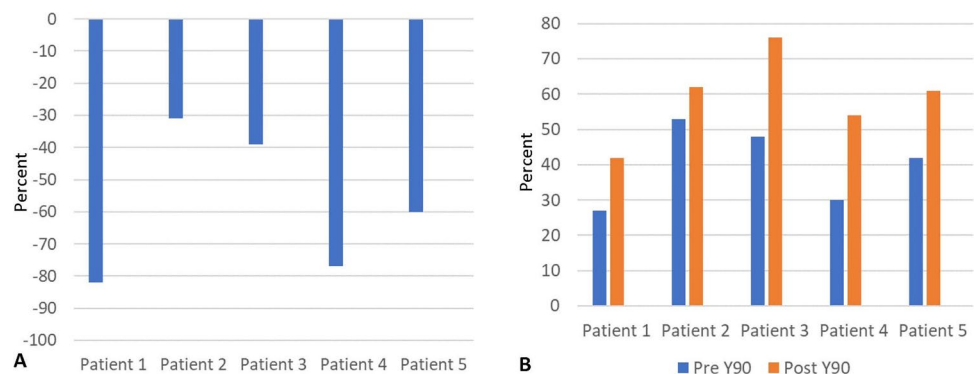 0
-10
-20
-30
-40
-50
-60
-70
-80
-90
-100
Percent
A
Patient 1 Patient 2 Patient 3 Patient 4 Patient 5
80
70
60
50
40
30
20
10
0
Percent
B
Patient 1 Patient 2 Patient 3 Patient 4 Patient 5
Pre Y90 Post Y90